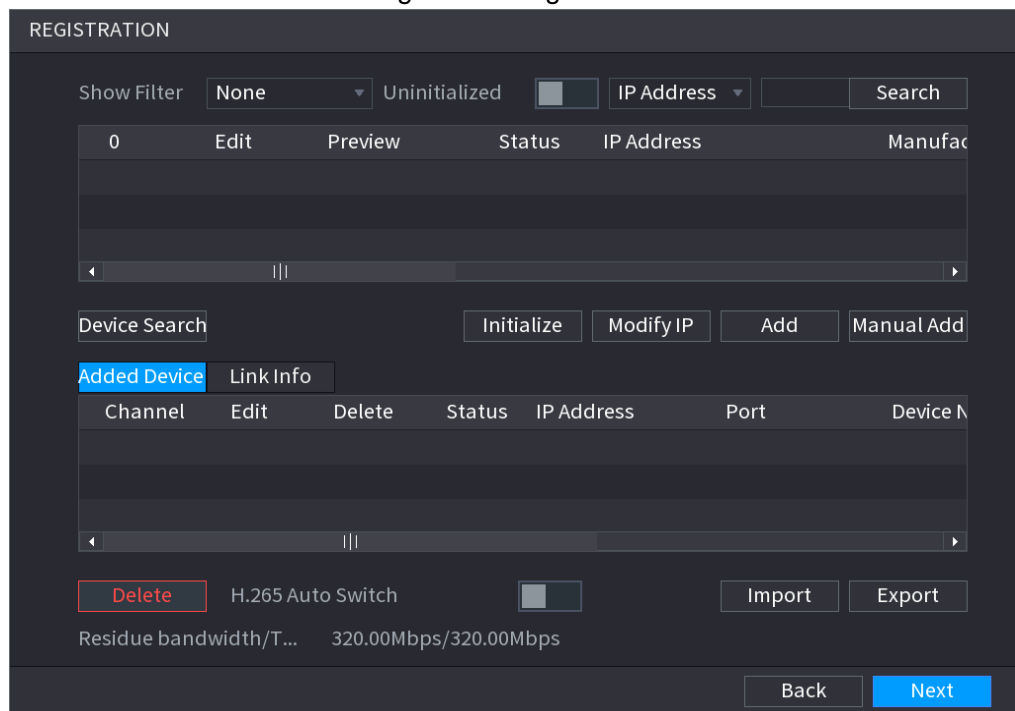 REGISTRATION
Show Filter None Uninitialized IP Address Search
0 Edit Preview Status IP Address Manufac
Device Search Initialize Modify IP Add Manual Add
Added Device Link Info
Channel Edit Delete Status IP Address Port Device N
Delete H.265 Auto Switch Import Export
Residue bandwidth/T... 320.00Mbps/320.00Mbps
Back Next